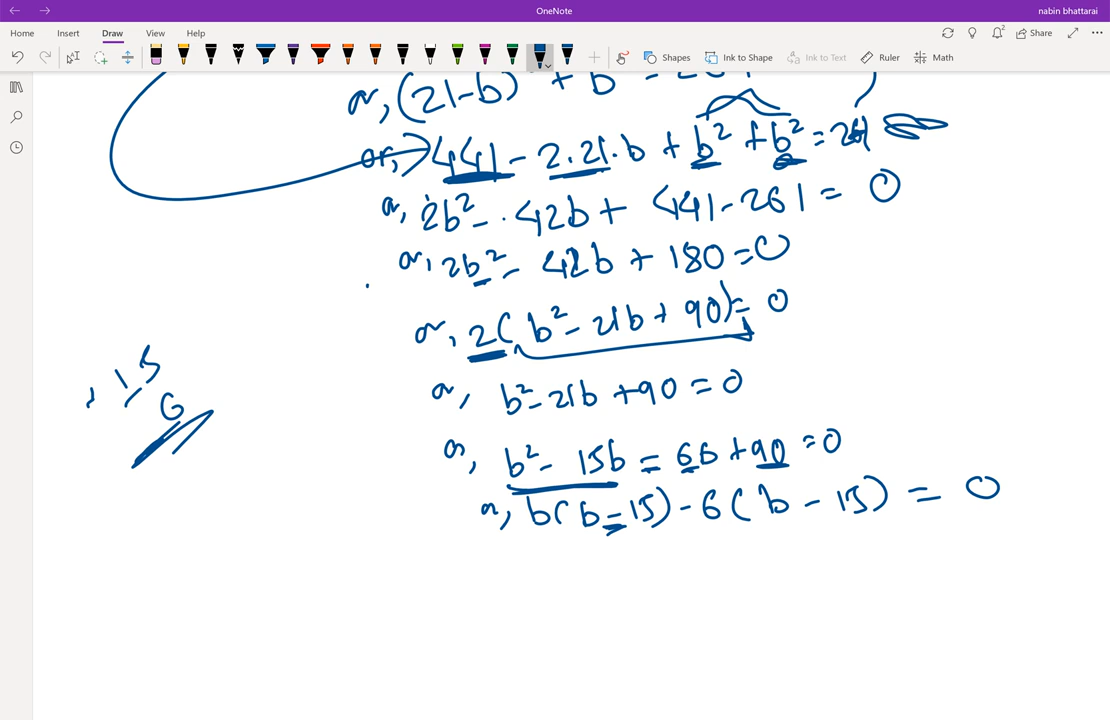 OneNote
nabin bhattarai
Home Insert Draw View Help
Share
Shapes Ink to Shape Ink to Text Ruler Math
or, (21-b)² + b² = 261
or, 441 - 2.21.b + b² + b² = 261
or, 2b² - 42b + 441 - 261 = 0
or, 2b² - 42b + 180 = 0
or, 2(b² - 21b + 90) = 0
or, b² - 21b + 90 = 0
or, b² - 15b = 6b + 90 = 0
or, b(b - 15) - 6(b - 15) = 0
, 15
6